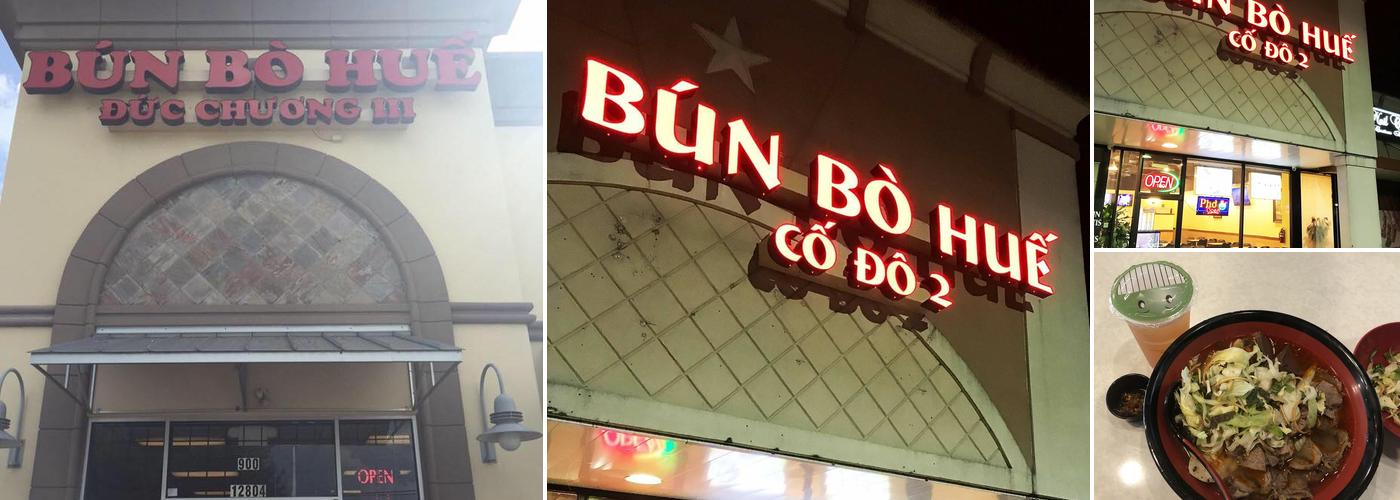 BÚN BÒ HUẾ
ĐỨC CHƯƠNG III
900
12804
OPEN
BÚN BÒ HUẾ
CỐ ĐÔ 2
OPEN
BÒ HUẾ
CỐ ĐÔ 2
OPEN
Phở